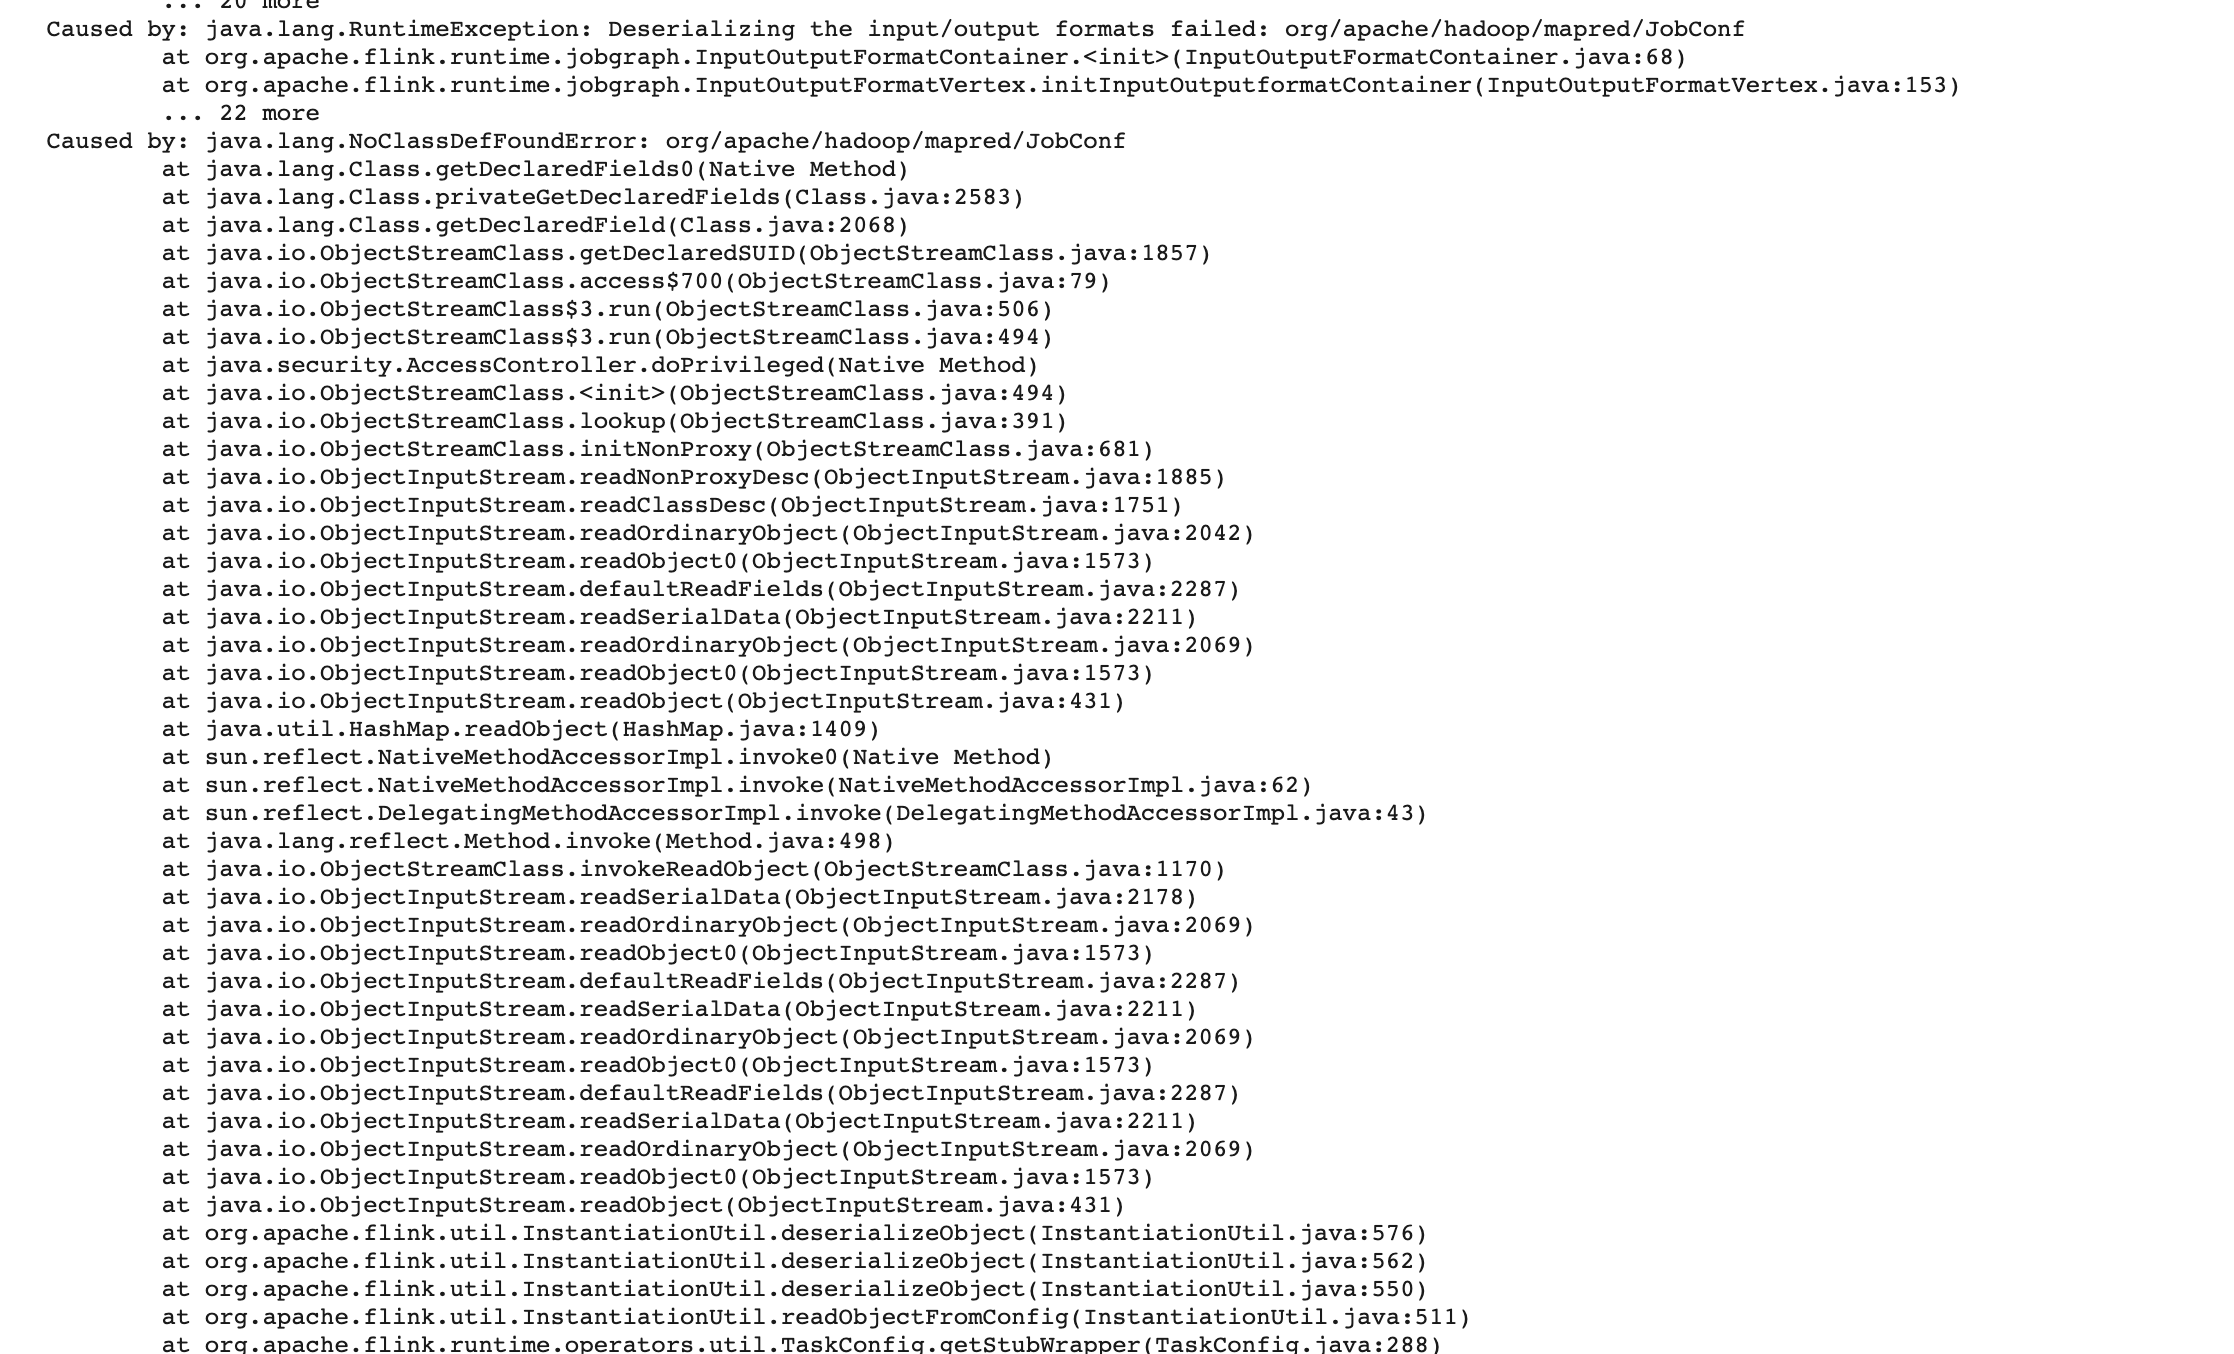 ... 20 more
Caused by: java.lang.RuntimeException: Deserializing the input/output formats failed: org/apache/hadoop/mapred/JobConf
at org.apache.flink.runtime.jobgraph.InputOutputFormatContainer.<init>(InputOutputFormatContainer.java:68)
at org.apache.flink.runtime.jobgraph.InputOutputFormatVertex.initInputOutputformatContainer(InputOutputFormatVertex.java:153)
... 22 more
Caused by: java.lang.NoClassDefFoundError: org/apache/hadoop/mapred/JobConf
at java.lang.Class.getDeclaredFields0(Native Method)
at java.lang.Class.privateGetDeclaredFields(Class.java:2583)
at java.lang.Class.getDeclaredField(Class.java:2068)
at java.io.ObjectStreamClass.getDeclaredSUID(ObjectStreamClass.java:1857)
at java.io.ObjectStreamClass.access$700(ObjectStreamClass.java:79)
at java.io.ObjectStreamClass$3.run(ObjectStreamClass.java:506)
at java.io.ObjectStreamClass$3.run(ObjectStreamClass.java:494)
at java.security.AccessController.doPrivileged(Native Method)
at java.io.ObjectStreamClass.<init>(ObjectStreamClass.java:494)
at java.io.ObjectStreamClass.lookup(ObjectStreamClass.java:391)
at java.io.ObjectStreamClass.initNonProxy(ObjectStreamClass.java:681)
at java.io.ObjectInputStream.readNonProxyDesc(ObjectInputStream.java:1885)
at java.io.ObjectInputStream.readClassDesc(ObjectInputStream.java:1751)
at java.io.ObjectInputStream.readOrdinaryObject(ObjectInputStream.java:2042)
at java.io.ObjectInputStream.readObject0(ObjectInputStream.java:1573)
at java.io.ObjectInputStream.defaultReadFields(ObjectInputStream.java:2287)
at java.io.ObjectInputStream.readSerialData(ObjectInputStream.java:2211)
at java.io.ObjectInputStream.readOrdinaryObject(ObjectInputStream.java:2069)
at java.io.ObjectInputStream.readObject0(ObjectInputStream.java:1573)
at java.io.ObjectInputStream.readObject(ObjectInputStream.java:431)
at java.util.HashMap.readObject(HashMap.java:1409)
at sun.reflect.NativeMethodAccessorImpl.invoke0(Native Method)
at sun.reflect.NativeMethodAccessorImpl.invoke(NativeMethodAccessorImpl.java:62)
at sun.reflect.DelegatingMethodAccessorImpl.invoke(DelegatingMethodAccessorImpl.java:43)
at java.lang.reflect.Method.invoke(Method.java:498)
at java.io.ObjectStreamClass.invokeReadObject(ObjectStreamClass.java:1170)
at java.io.ObjectInputStream.readSerialData(ObjectInputStream.java:2178)
at java.io.ObjectInputStream.readOrdinaryObject(ObjectInputStream.java:2069)
at java.io.ObjectInputStream.readObject0(ObjectInputStream.java:1573)
at java.io.ObjectInputStream.defaultReadFields(ObjectInputStream.java:2287)
at java.io.ObjectInputStream.readSerialData(ObjectInputStream.java:2211)
at java.io.ObjectInputStream.readOrdinaryObject(ObjectInputStream.java:2069)
at java.io.ObjectInputStream.readObject0(ObjectInputStream.java:1573)
at java.io.ObjectInputStream.defaultReadFields(ObjectInputStream.java:2287)
at java.io.ObjectInputStream.readSerialData(ObjectInputStream.java:2211)
at java.io.ObjectInputStream.readOrdinaryObject(ObjectInputStream.java:2069)
at java.io.ObjectInputStream.readObject0(ObjectInputStream.java:1573)
at java.io.ObjectInputStream.readObject(ObjectInputStream.java:431)
at org.apache.flink.util.InstantiationUtil.deserializeObject(InstantiationUtil.java:576)
at org.apache.flink.util.InstantiationUtil.deserializeObject(InstantiationUtil.java:562)
at org.apache.flink.util.InstantiationUtil.deserializeObject(InstantiationUtil.java:550)
at org.apache.flink.util.InstantiationUtil.readObjectFromConfig(InstantiationUtil.java:511)
at org.apache.flink.runtime.operators.util.TaskConfig.getStubWrapper(TaskConfig.java:288)